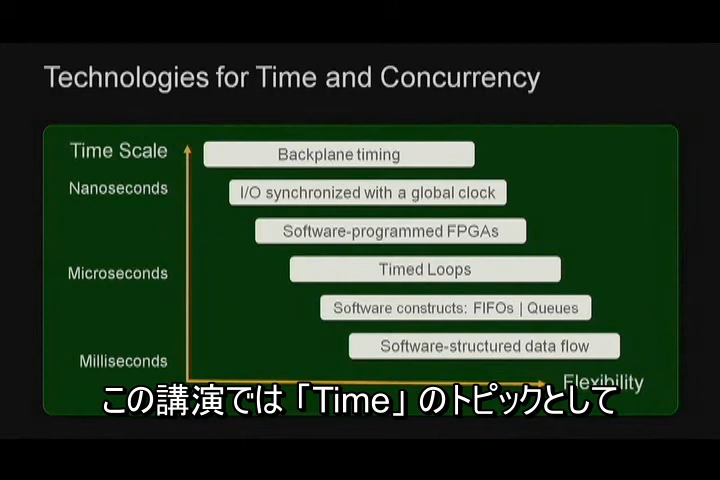 Technologies for Time and Concurrency
Time Scale
Backplane timing
Nanoseconds
I/O synchronized with a global clock
Software-programmed FPGAs
Microseconds
Timed Loops
Software constructs: FIFOs | Queues
Software-structured data flow
Milliseconds
Flexibility
この講演では「Time」のトピックとして